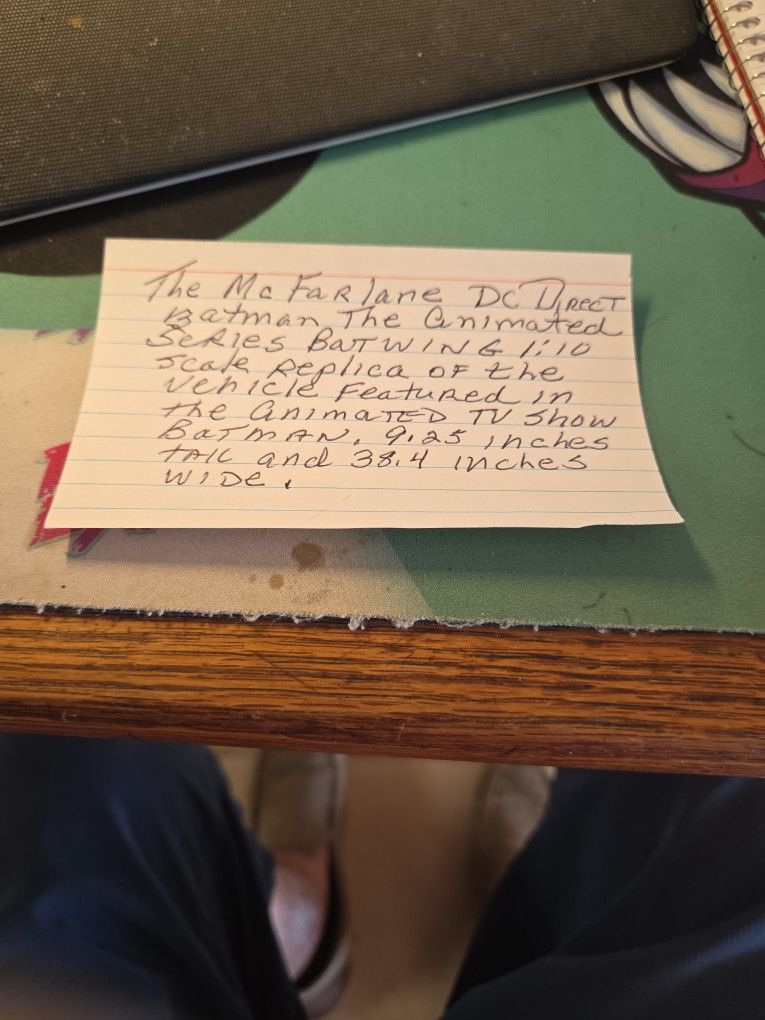 The McFarlane DC Direct
Batman The Animated
Series BATWING 1:10
scale Replica OF the
Vehicle Featured in
the animated TV show
BATMAN. 9.25 inches
tall and 38.4 inches
wide.